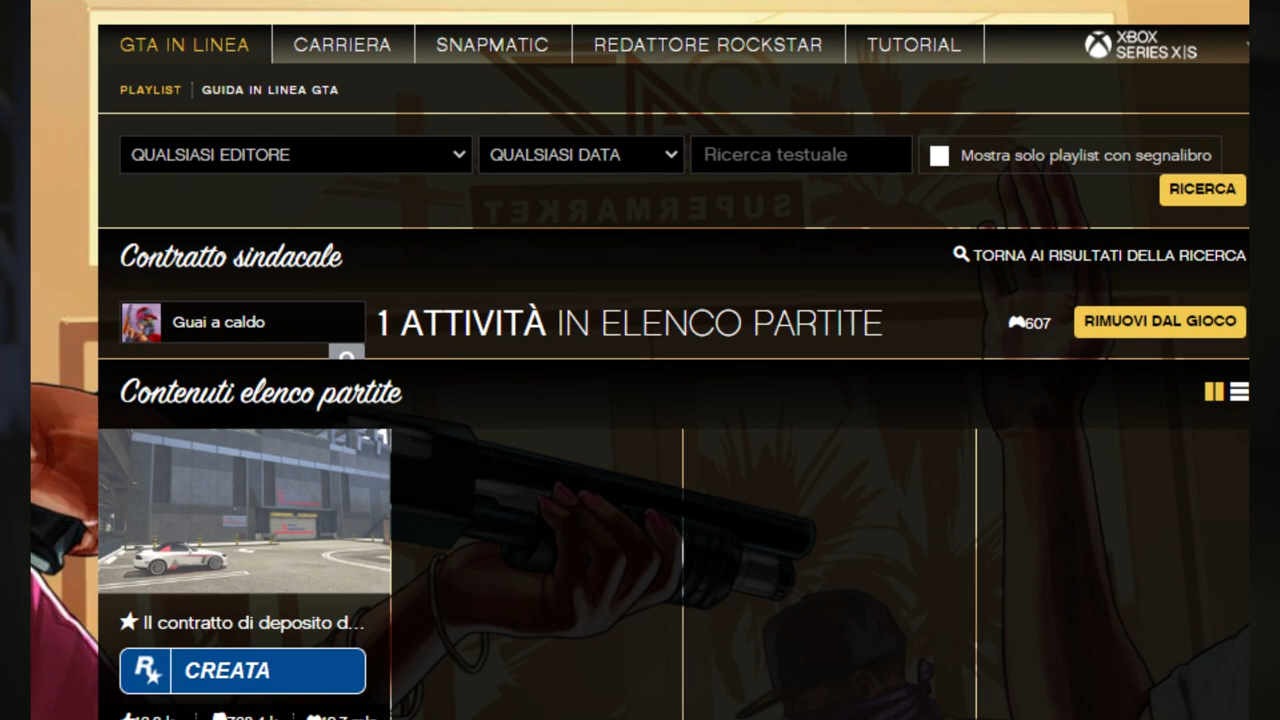 GTA IN LINEA CARRIERA SNAPMATIC REDATTORE ROCKSTAR TUTORIAL XBOX SERIES X|S
PLAYLIST GUIDA IN LINEA GTA
QUALSIASI EDITORE QUALSIASI DATA Ricerca testuale Mostra solo playlist con segnalibro
RICERCA
SUPERMARKET
Contratto sindacale TORNA AI RISULTATI DELLA RICERCA
Guai a caldo 1 ATTIVITÀ IN ELENCO PARTITE 607 RIMUOVI DAL GIOCO
Contenuti elenco partite
Il contratto di deposito d...
CREATA